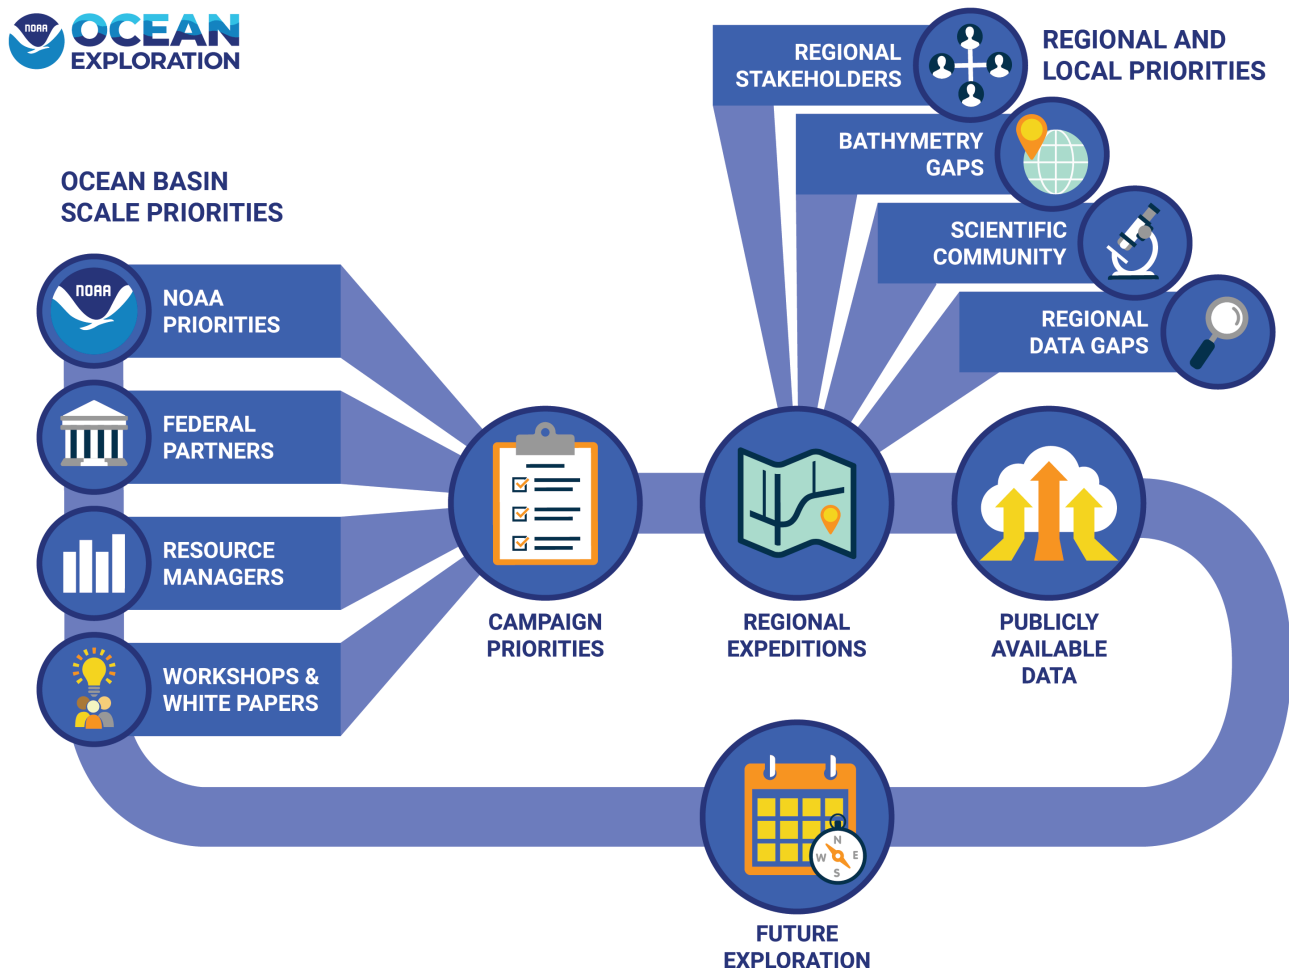 NOAA
OCEAN
EXPLORATION
REGIONAL AND
LOCAL PRIORITIES
REGIONAL
STAKEHOLDERS
BATHYMETRY
GAPS
SCIENTIFIC
COMMUNITY
REGIONAL
DATA GAPS
OCEAN BASIN
SCALE PRIORITIES
NOAA
NOAA
PRIORITIES
FEDERAL
PARTNERS
RESOURCE
MANAGERS
WORKSHOPS &
WHITE PAPERS
CAMPAIGN
PRIORITIES
REGIONAL
EXPEDITIONS
PUBLICLY
AVAILABLE
DATA
N
W E
S
FUTURE
EXPLORATION